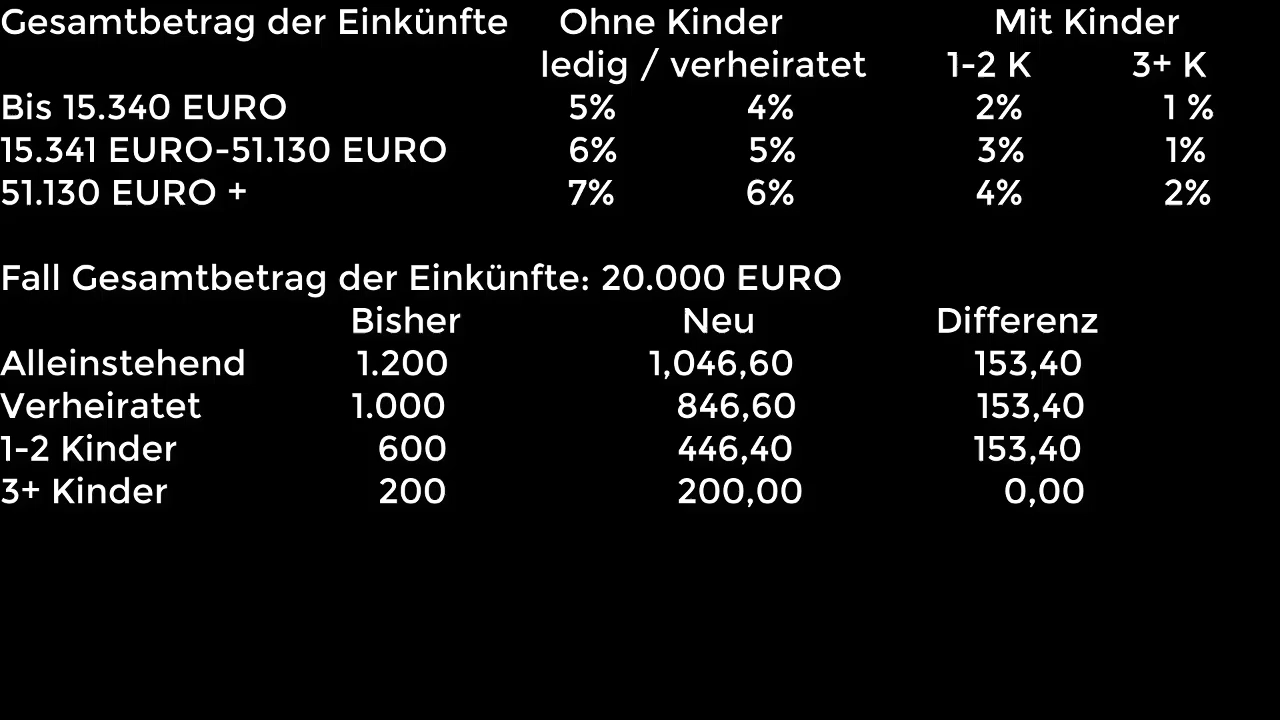 Gesamtbetrag der Einkünfte Ohne Kinder Mit Kinder
ledig / verheiratet 1-2 K 3+ K
Bis 15.340 EURO 5% 4% 2% 1 %
15.341 EURO-51.130 EURO 6% 5% 3% 1%
51.130 EURO + 7% 6% 4% 2%
Fall Gesamtbetrag der Einkünfte: 20.000 EURO
Bisher Neu Differenz
Alleinstehend 1.200 1,046,60 153,40
Verheiratet 1.000 846,60 153,40
1-2 Kinder 600 446,40 153,40
3+ Kinder 200 200,00 0,00